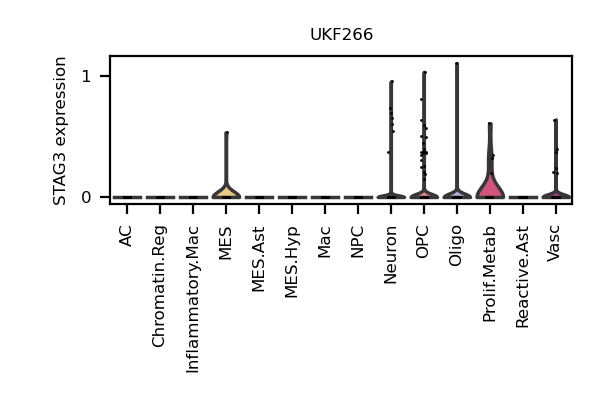 UKF266
STAG3 expression
1
0
AC
Chromatin.Reg
Inflammatory.Mac
MES
MES.Ast
MES.Hyp
Mac
NPC
Neuron
OPC
Oligo
Prolif.Metab
Reactive.Ast
Vasc